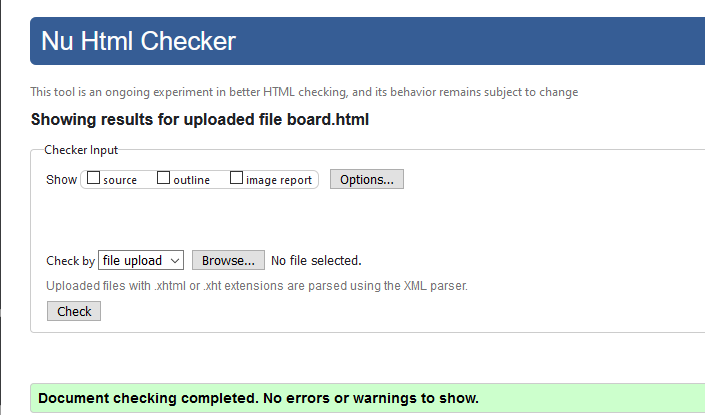 Nu Html Checker
This tool is an ongoing experiment in better HTML checking, and its behavior remains subject to change
Showing results for uploaded file board.html
Checker Input
Show source outline image report Options...
Check by file upload Browse... No file selected.
Uploaded files with .xhtml or .xht extensions are parsed using the XML parser.
Check
Document checking completed. No errors or warnings to show.